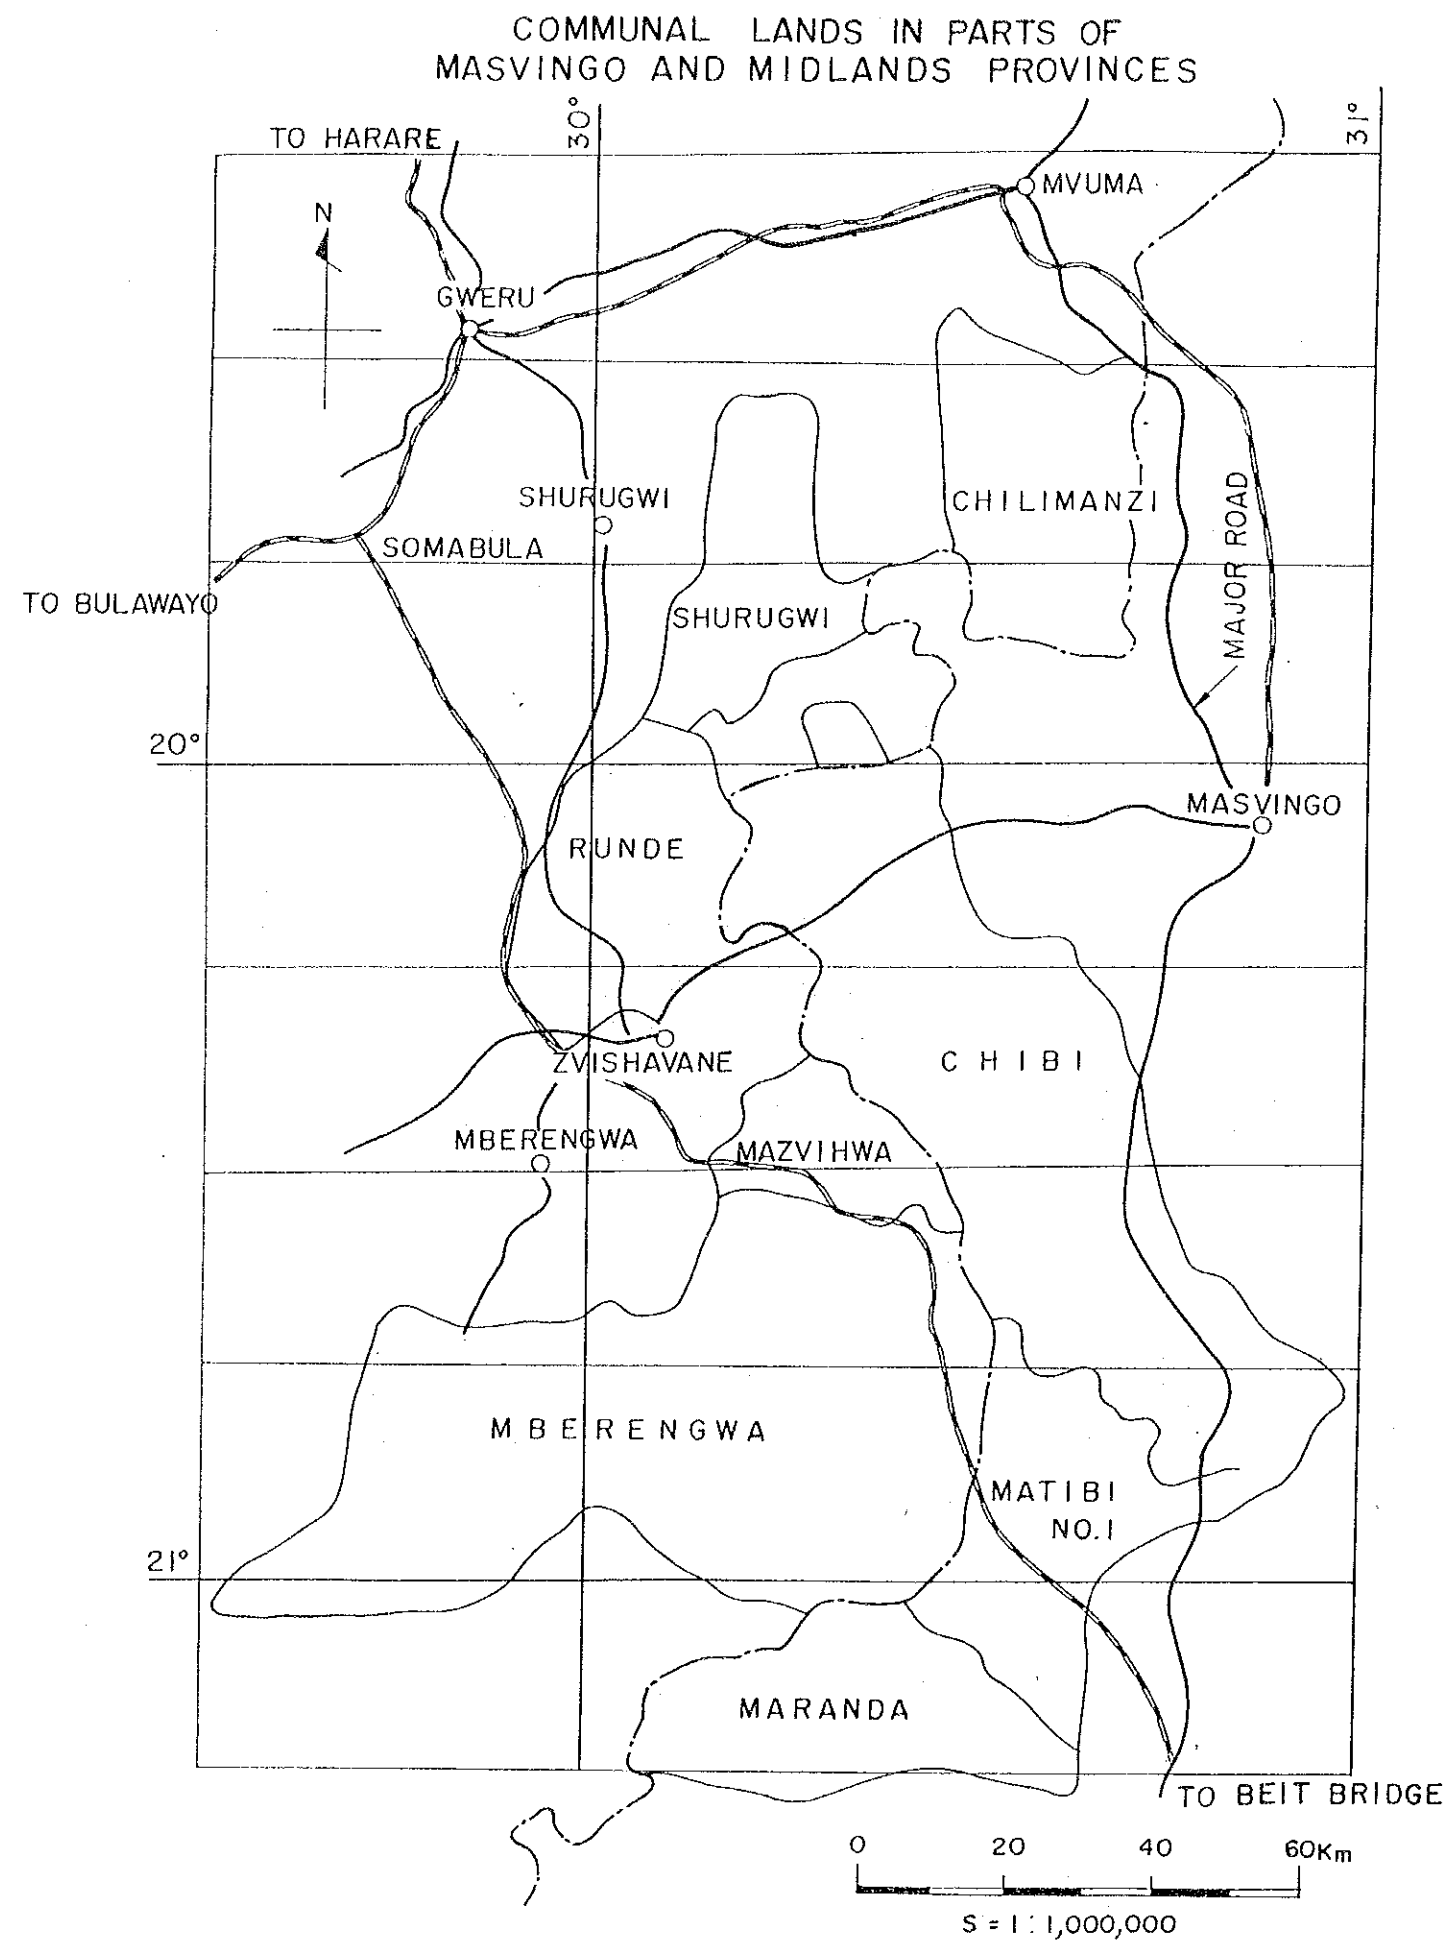 COMMUNAL LANDS IN PARTS OF
MASVINGO AND MIDLANDS PROVINCES
30°
31°
TO HARARE
MVUMA
N
GWERU
SHURUGWI
CHILIMANZI
MAJOR ROAD
SOMABULA
TO BULAWAYO
SHURUGWI
20°
MASVINGO
RUNDE
CHIBI
ZVISHAVANE
MBERENGWA
MAZVIHWA
MBERENGWA
MATIBI
NO.1
21°
MARANDA
TO BEIT BRIDGE
0 20 40 60Km
S = 1 : 1,000,000